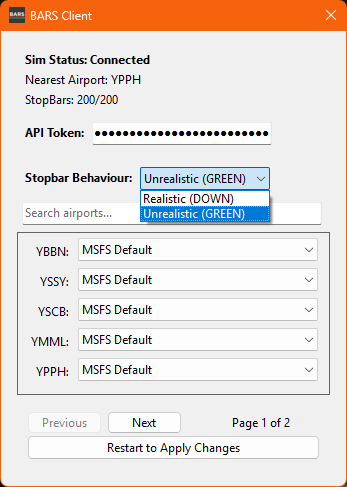 BARS BARS Client
Sim Status: Connected
Nearest Airport: YPPH
StopBars: 200/200
API Token: ●●●●●●●●●●●●●●●●●●●●●●●●●
Stopbar Behaviour: Unrealistic (GREEN)
Realistic (DOWN)
Unrealistic (GREEN)
Search airports...
YBBN: MSFS Default
YSSY: MSFS Default
YSCB: MSFS Default
YMML: MSFS Default
YPPH: MSFS Default
Previous Next Page 1 of 2
Restart to Apply Changes